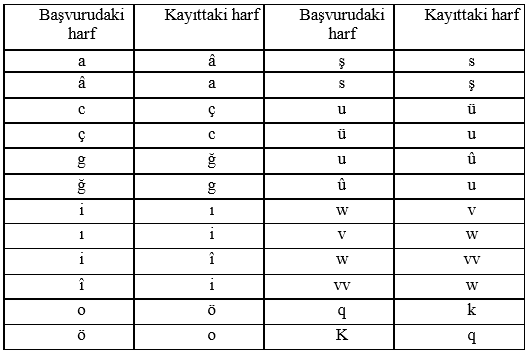 Başvurudaki harf Kayıttaki harf Başvurudaki harf Kayıttaki harf
a â ş s
â a s ş
c ç u ü
ç c ü u
g ğ u û
ğ g û u
i ı w v
ı i v w
i î w vv
î i vv w
o ö q k
ö o K q